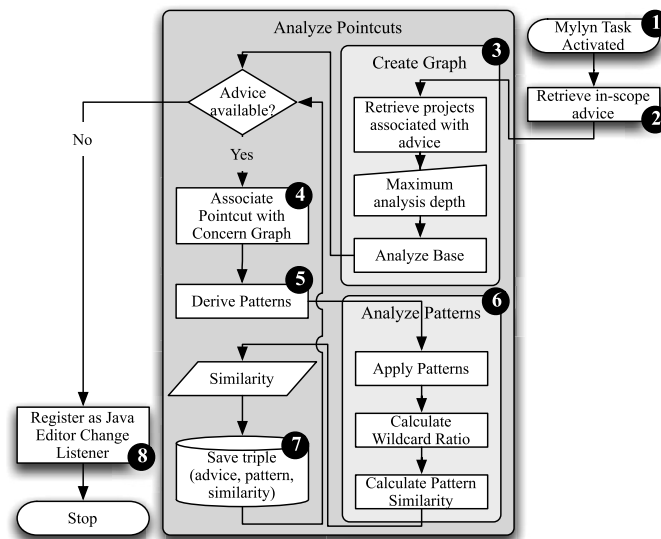 Analyze Pointcuts
1
Mylyn Task
Activated
3
Create Graph
Advice
available?
Retrieve projects
associated with
advice
Retrieve in-scope
advice
2
No
Yes
Maximum
analysis depth
4
Associate
Pointcut with
Concern Graph
Analyze Base
5
Derive Patterns
6
Analyze Patterns
Similarity
Apply Patterns
Register as Java
Editor Change
Listener
8
Calculate
Wildcard Ratio
7
Save triple
(advice, pattern,
similarity)
Calculate Pattern
Similarity
Stop